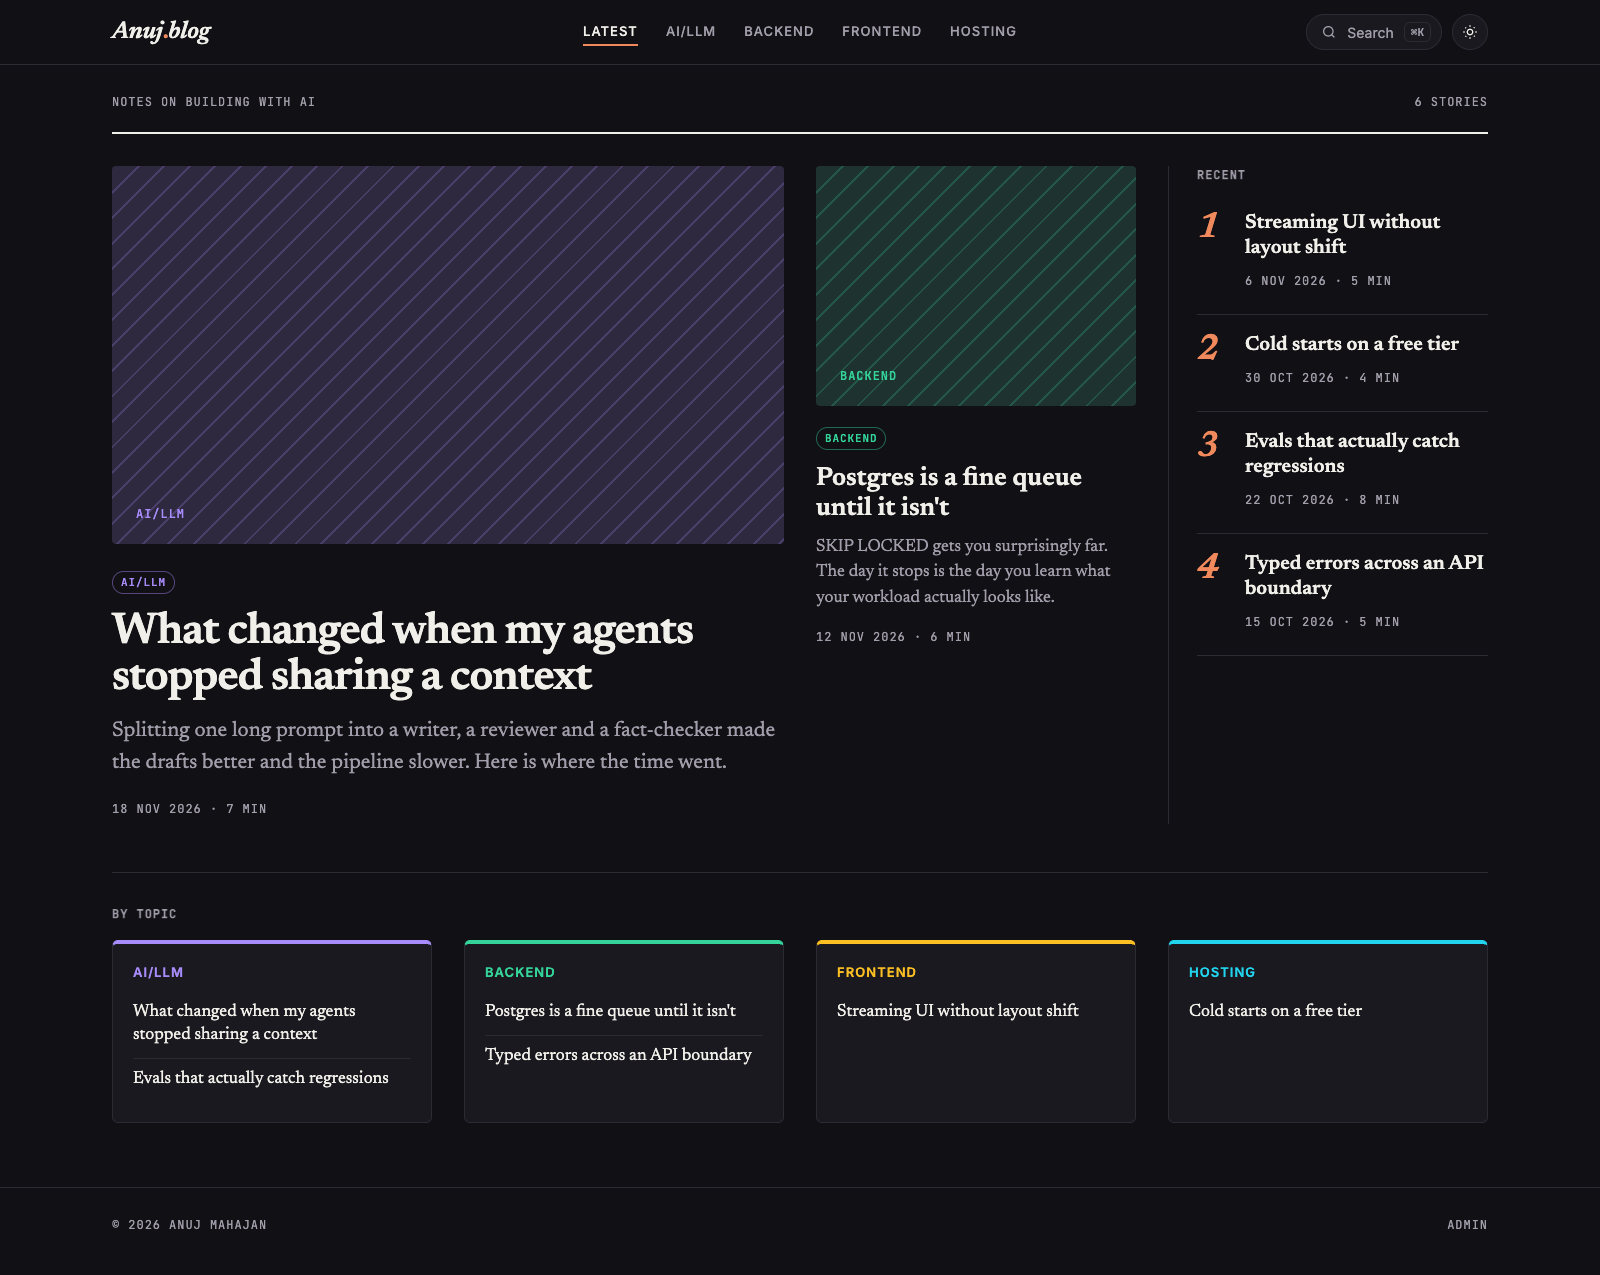 Anuj.blog
LATEST
AI/LLM
BACKEND
FRONTEND
HOSTING
Search
⌘K
NOTES ON BUILDING WITH AI
6 STORIES
AI/LLM
AI/LLM
What changed when my agents
stopped sharing a context
Splitting one long prompt into a writer, a reviewer and a fact-checker made
the drafts better and the pipeline slower. Here is where the time went.
18 NOV 2026 · 7 MIN
BACKEND
BACKEND
Postgres is a fine queue
until it isn't
SKIP LOCKED gets you surprisingly far.
The day it stops is the day you learn what
your workload actually looks like.
12 NOV 2026 · 6 MIN
RECENT
1
Streaming UI without
layout shift
6 NOV 2026 · 5 MIN
2
Cold starts on a free tier
30 OCT 2026 · 4 MIN
3
Evals that actually catch
regressions
22 OCT 2026 · 8 MIN
4
Typed errors across an API
boundary
15 OCT 2026 · 5 MIN
BY TOPIC
AI/LLM
What changed when my agents
stopped sharing a context
Evals that actually catch regressions
BACKEND
Postgres is a fine queue until it isn't
Typed errors across an API boundary
FRONTEND
Streaming UI without layout shift
HOSTING
Cold starts on a free tier
© 2026 ANUJ MAHAJAN
ADMIN